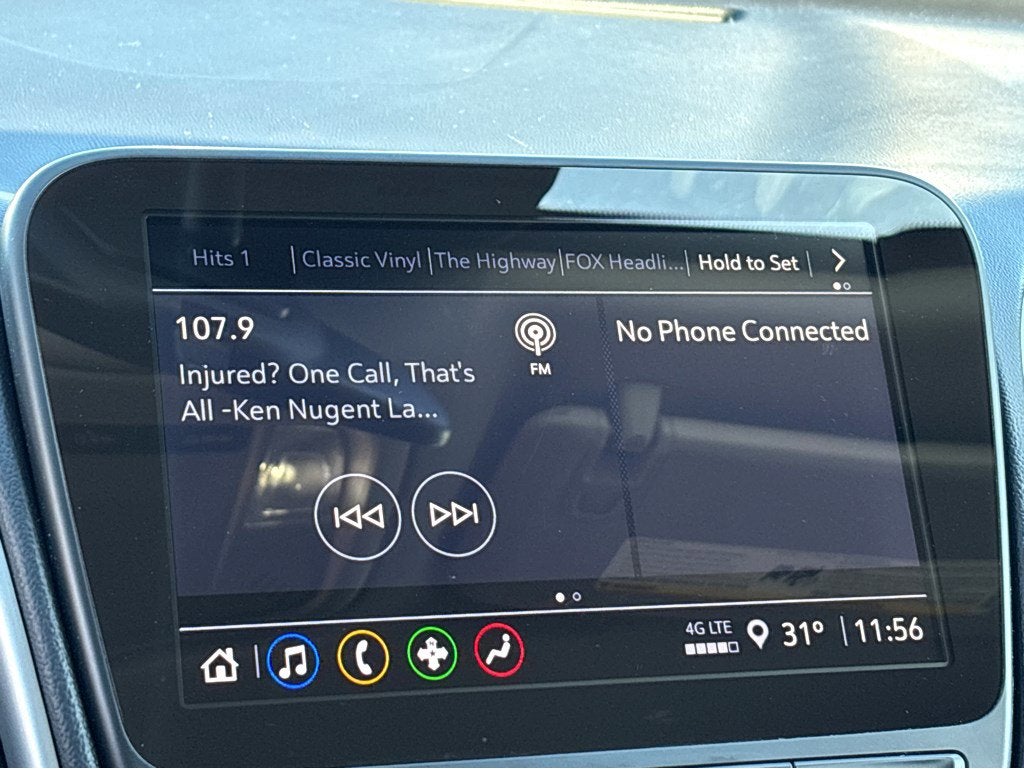 Hits 1 Classic Vinyl The Highway FOX Headli... Hold to Set
107.9
FM
No Phone Connected
Injured? One Call, That's
All -Ken Nugent La...
4G LTE
31° 11:56